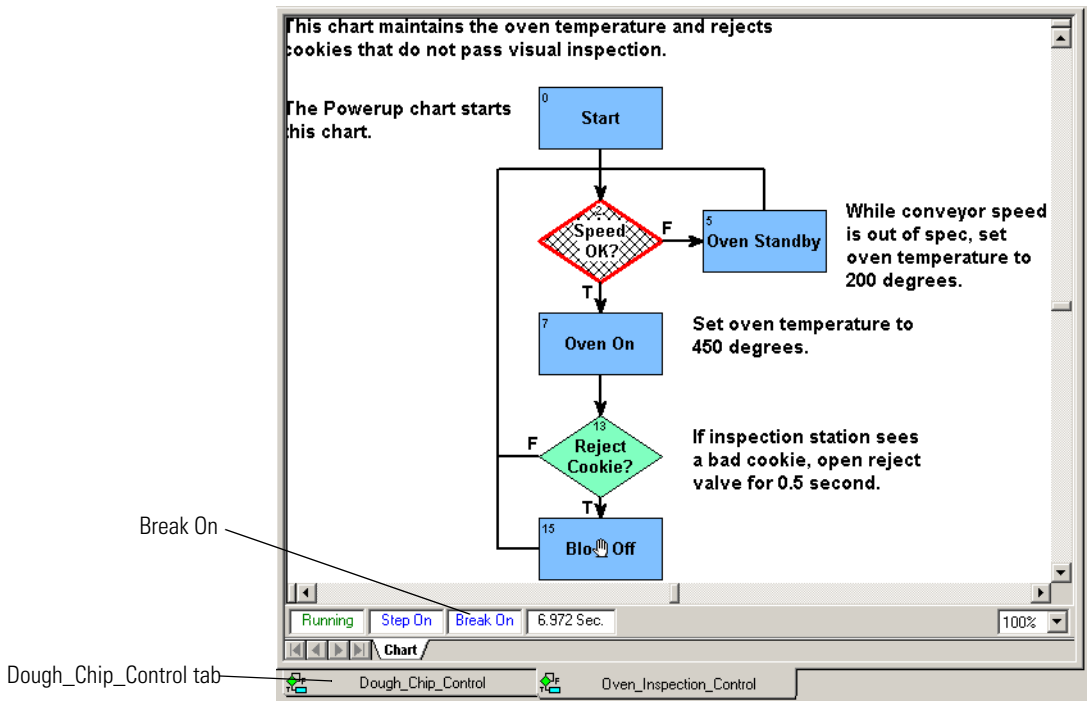 This chart maintains the oven temperature and rejects
cookies that do not pass visual inspection.
The Powerup chart starts
this chart.
0
Start
2
Speed
OK?
F
5
Oven Standby
While conveyor speed
is out of spec, set
oven temperature to
200 degrees.
T
7
Oven On
Set oven temperature to
450 degrees.
13
Reject
Cookie?
F
If inspection station sees
a bad cookie, open reject
valve for 0.5 second.
T
15
Blow Off
Break On
Running
Step On
Break On
6.972 Sec.
100%
Chart
Dough_Chip_Control tab
Dough_Chip_Control
Oven_Inspection_Control